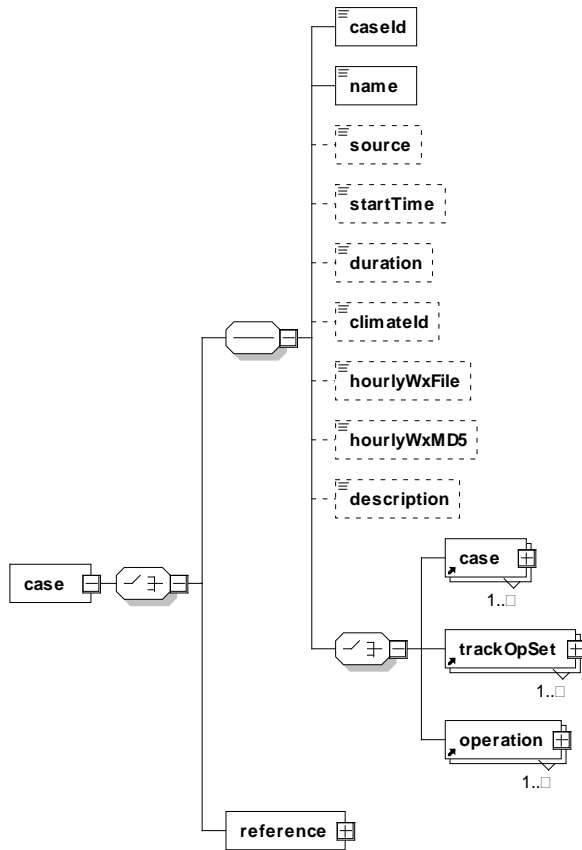 caseId
name
source
startTime
duration
climateId
hourlyWxFile
hourlyWxMD5
description
case
case
1..□
trackOpSet
1..□
operation
1..□
reference